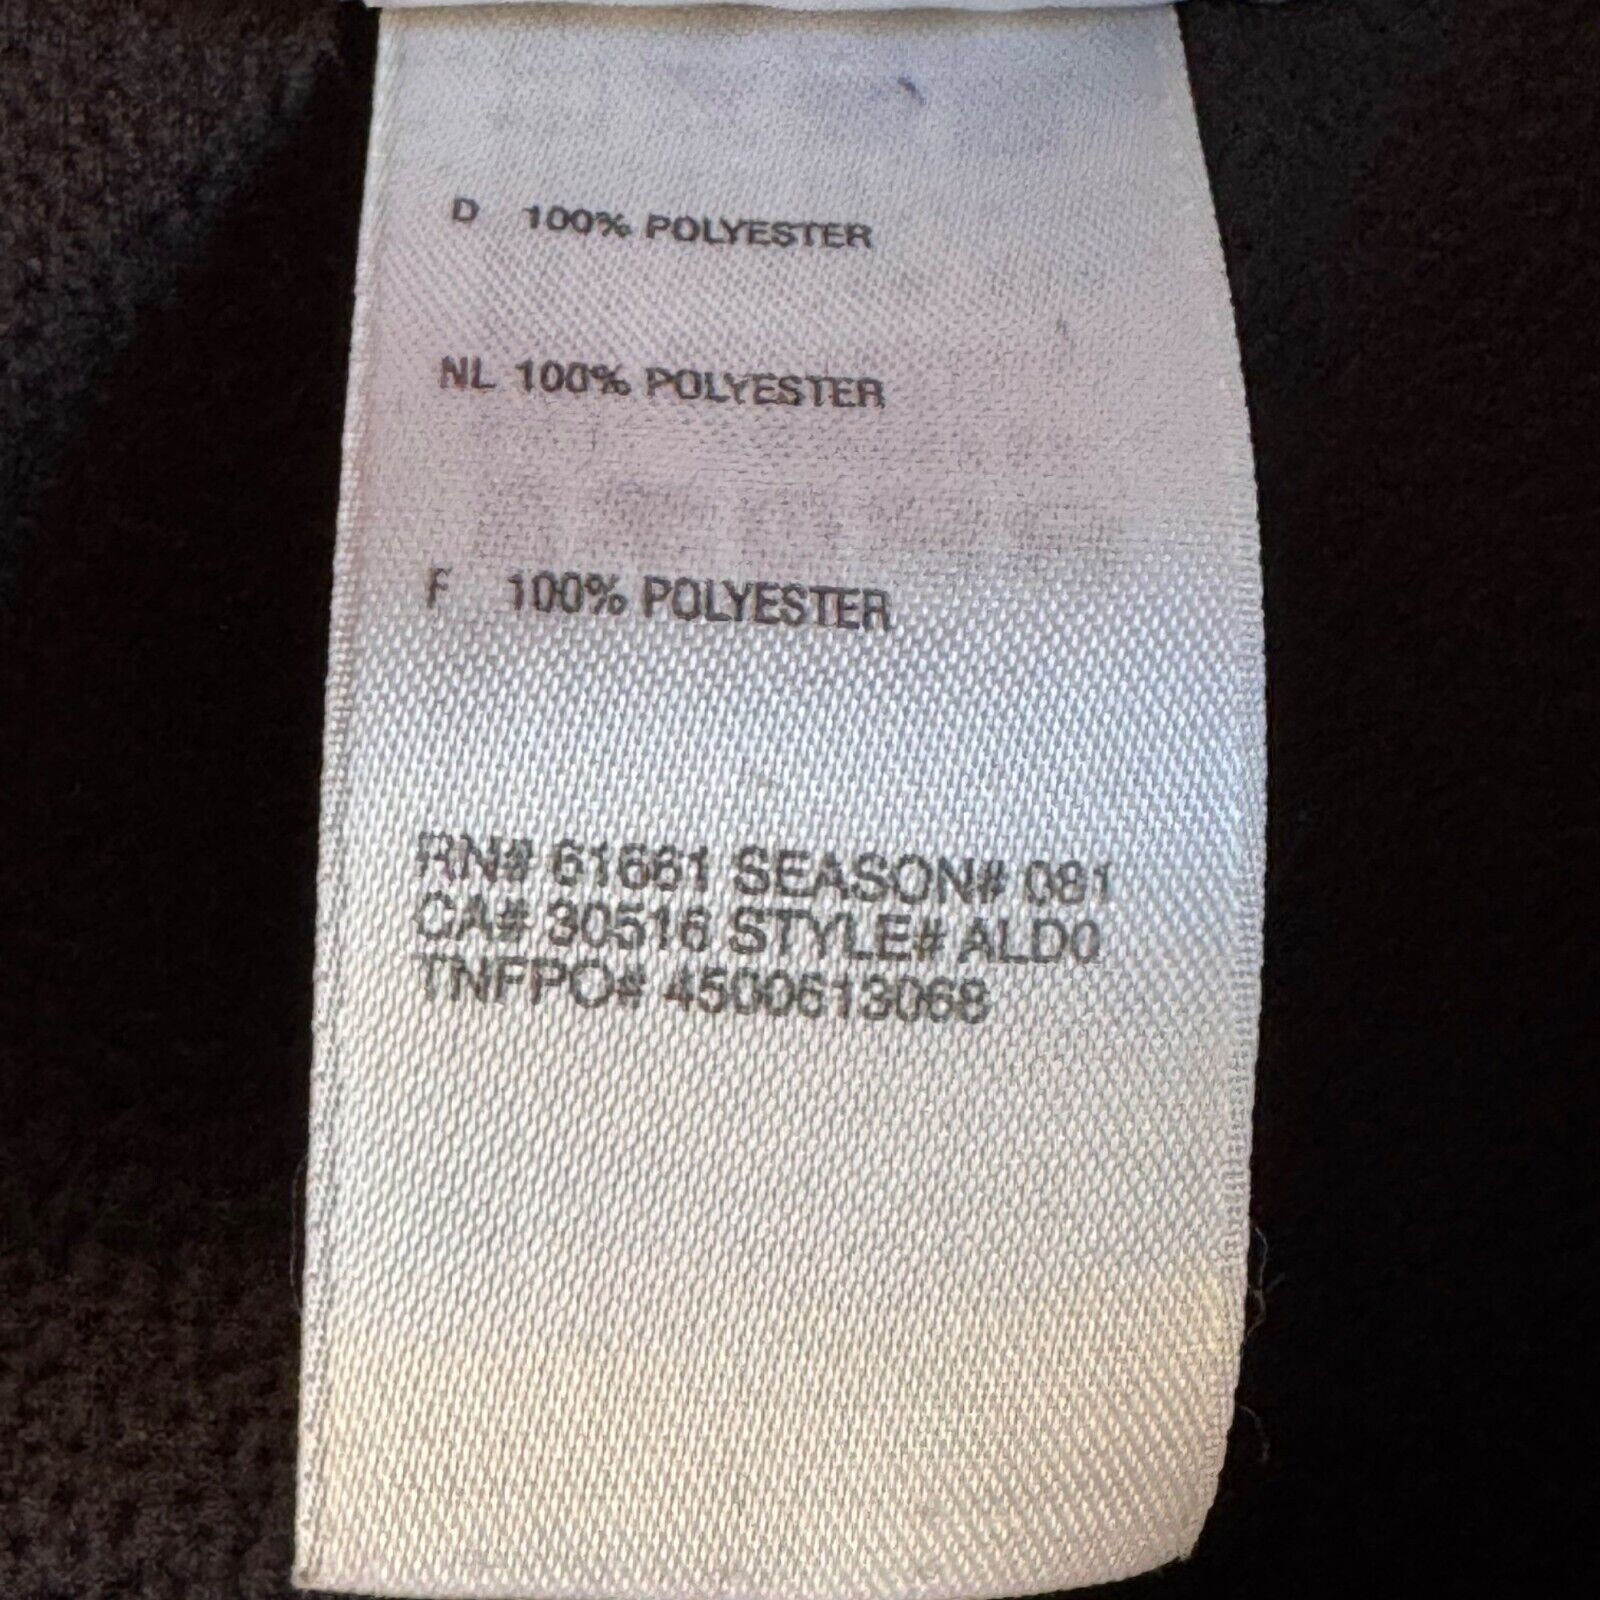 D 100% POLYESTER
NL 100% POLYESTER
F 100% POLYESTER
RN# 61661 SEASON# 081
CA# 30516 STYLE# ALD0
TNFPO# 4500613068